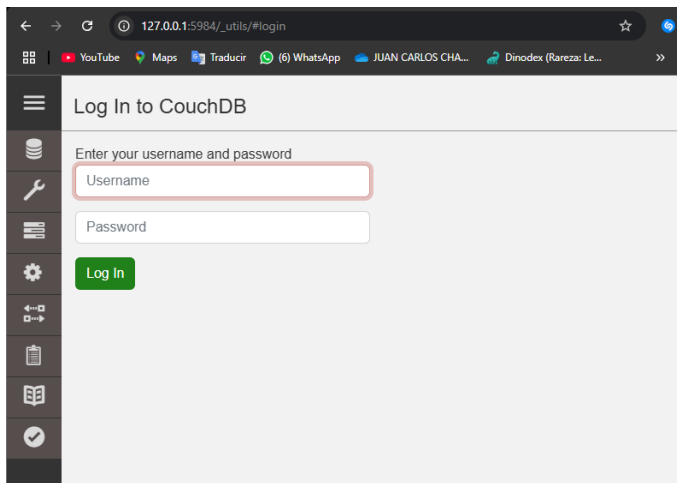 127.0.0.1:5984/_utils/#login
YouTube Maps Traducir (6) WhatsApp JUAN CARLOS CHA... Dinodex (Rareza: Le... »
Log In to CouchDB
Enter your username and password
Username
Password
Log In